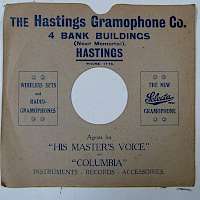 THE Hastings Gramophone Co.
4 BANK BUILDINGS
(Near Memorial),
HASTINGS
WIRELESS SETS
and
RADIO-
GRAMOPHONES
THE NEW
Selecta
GRAMOPHONE
Agents for
"HIS MASTER'S VOICE"
"COLUMBIA"
INSTRUMENTS - RECORDS - ACCESSORIES